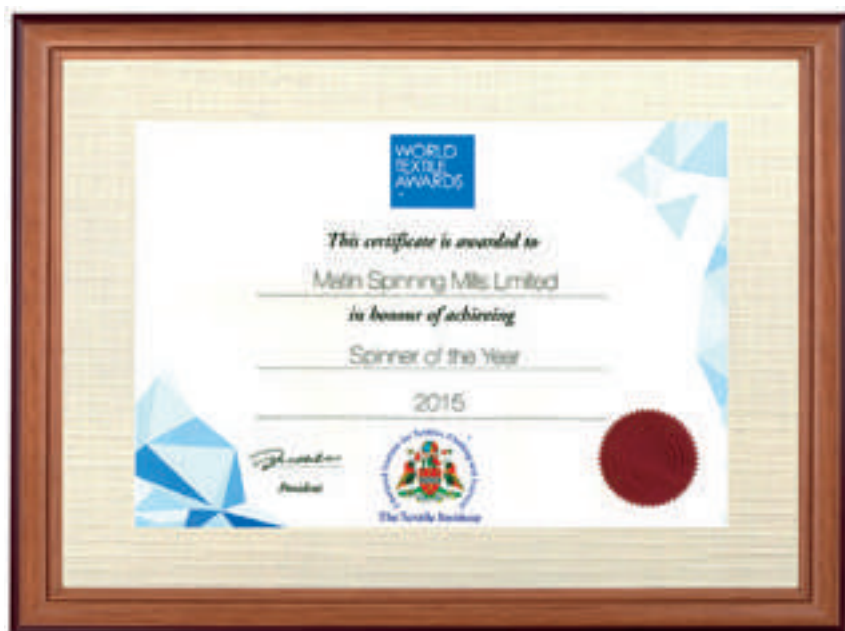 WORLD
TEXTILE
AWARDS
This certificate is awarded to
Matin Spinning Mills Limited
in honour of achieving
Spinner of the Year
2015
President
The Textile Institute